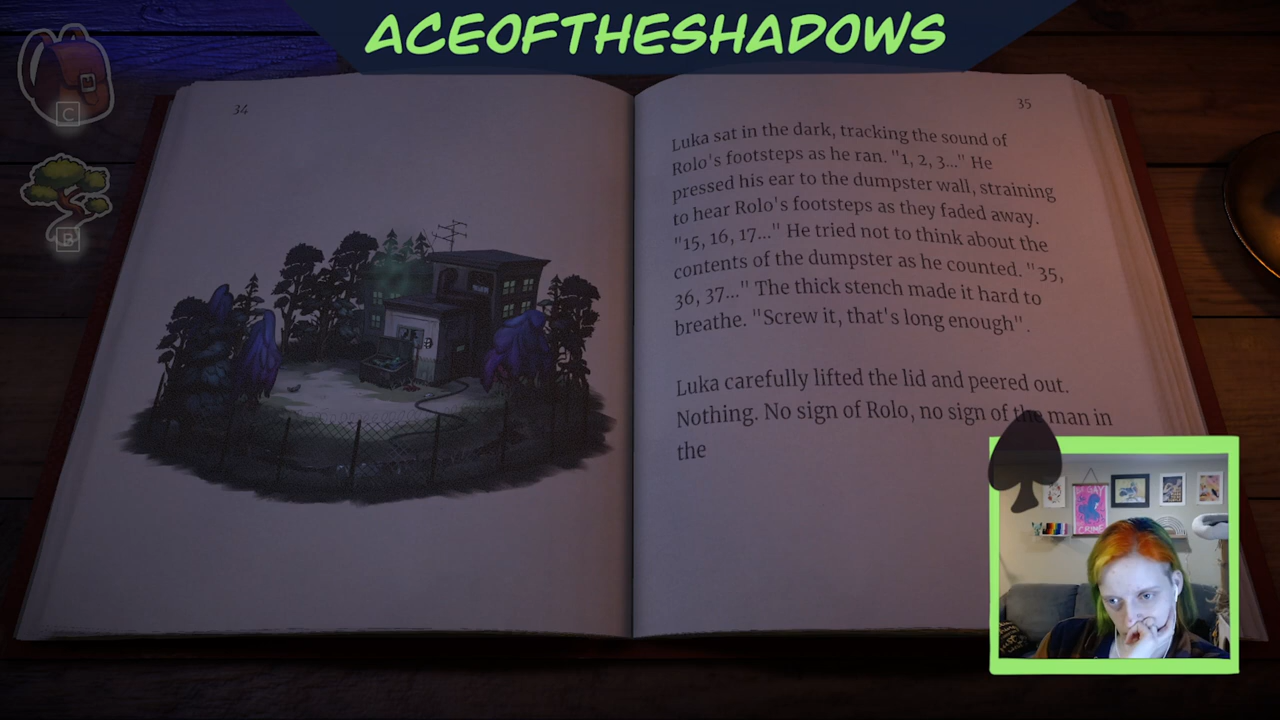 ACEOFTHESHADOWS
C
B
34
35
Luka sat in the dark, tracking the sound of
Rolo's footsteps as he ran. "1, 2, 3..." He
pressed his ear to the dumpster wall, straining
to hear Rolo's footsteps as they faded away.
"15, 16, 17..." He tried not to think about the
contents of the dumpster as he counted. "35,
36, 37..." The thick stench made it hard to
breathe. "Screw it, that's long enough".
Luka carefully lifted the lid and peered out.
Nothing. No sign of Rolo, no sign of the man in
the
GAY
CRIME